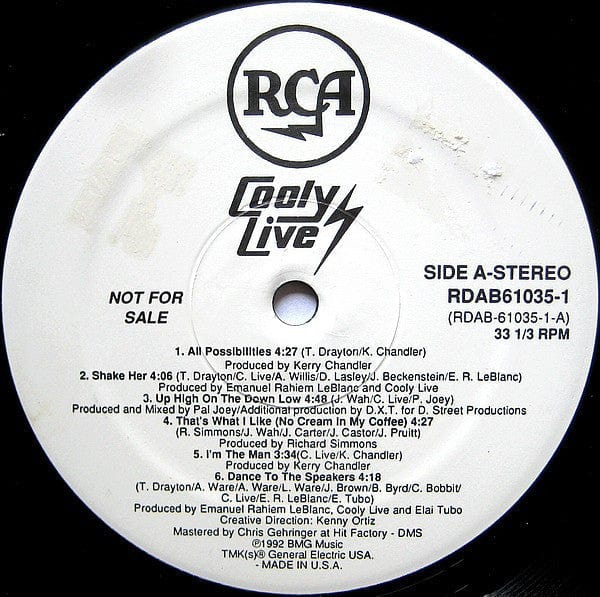 RCA
Cooly
Live
NOT FOR
SALE
SIDE A-STEREO
RDAB61035-1
(RDAB-61035-1-A)
33 1/3 RPM
1. All Possibilities 4:27 (T. Drayton/K. Chandler)
Produced by Kerry Chandler
2. Shake Her 4:06 (T. Drayton/C. Live/A. Willis/D. Lasley/J. Beckenstein/E. R. LeBlanc)
Produced by Emanuel Rahiem LeBlanc and Cooly Live
3. Up High On The Down Low 4:48 (J. Wah/C. Live/P. Joey)
Produced and Mixed by Pal Joey/Additional production by D.X.T. for D. Street Productions
4. That's What I Like (No Cream In My Coffee) 4:27
(R. Simmons/J. Wah/J. Carter/J. Castor/J. Pruitt)
Produced by Richard Simmons
5. I'm The Man 3:34(C. Live/K. Chandler)
Produced by Kerry Chandler
6. Dance To The Speakers 4:18
(T. Drayton/A. Ware/A. Ware/L. Ware/J. Brown/B. Byrd/C. Bobbit/
C. Live/E. R. LeBlanc/E. Tubo)
Produced by Emanuel Rahiem LeBlanc, Cooly Live and Elai Tubo
Creative Direction: Kenny Ortiz
Mastered by Chris Gehringer at Hit Factory - DMS
℗1992 BMG Music
TMK(s)® General Electric USA.
- MADE IN U.S.A.